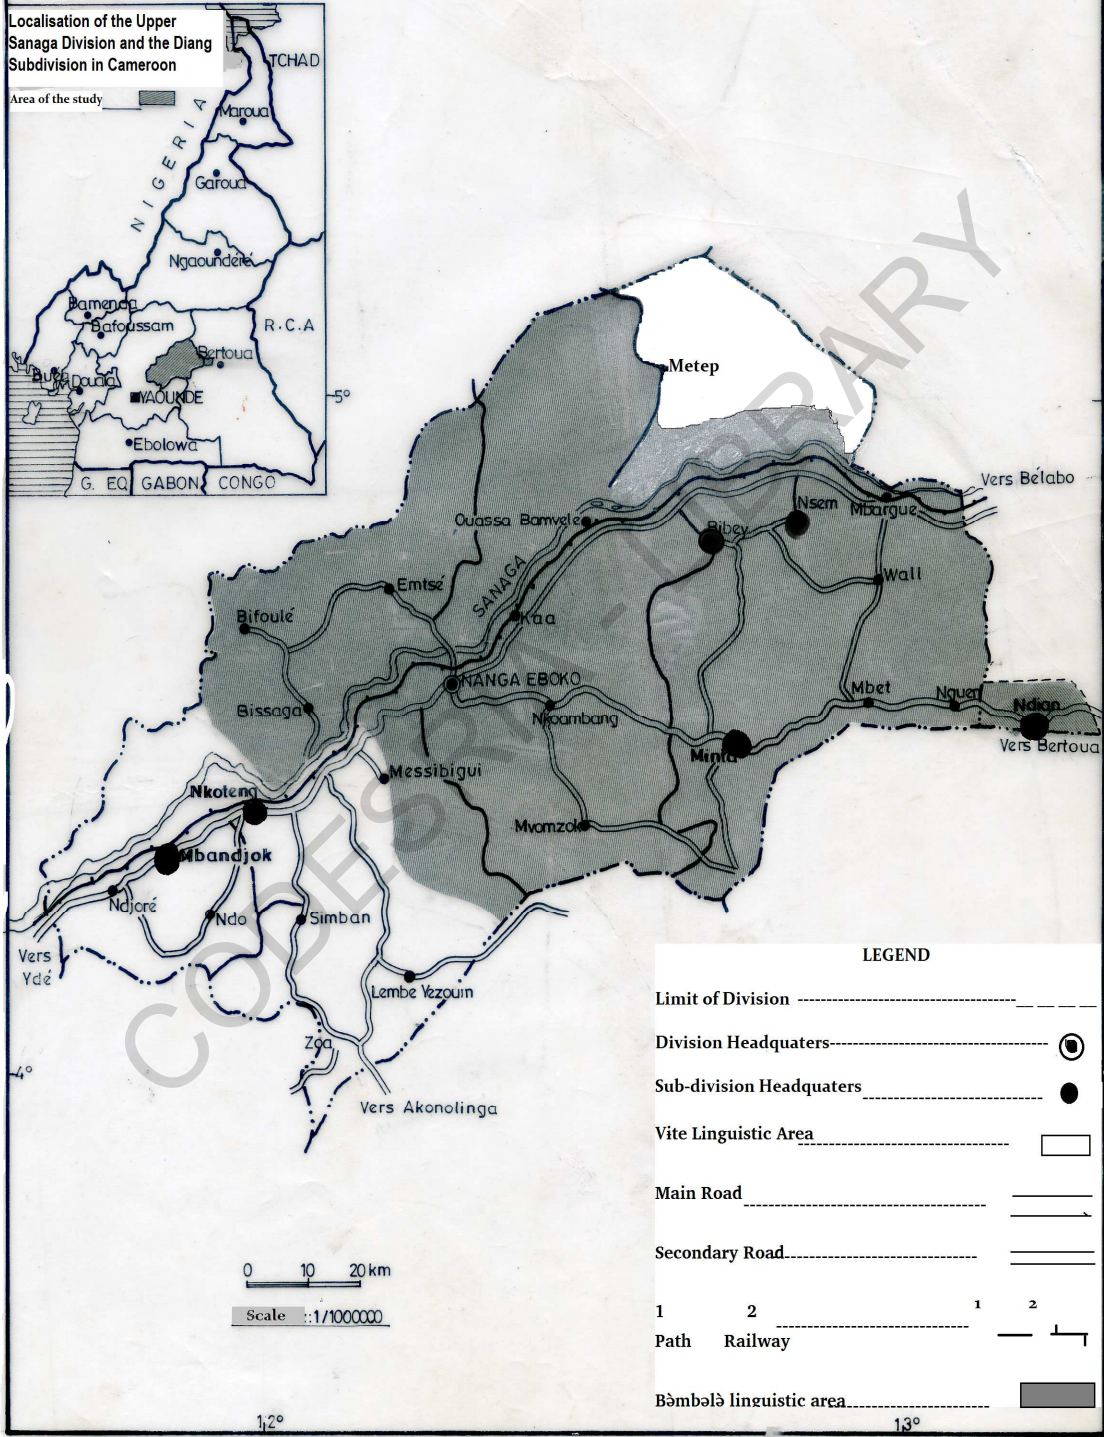 Localisation of the Upper
Sanaga Division and the Diang
Subdivision in Cameroon
Area of the study
TCHAD
NIGERIA
Maroua
Garoua
Ngaoundéré
Bamenda
Bafoussam
R.C.A
Bertoua
Buea
Douala
YAOUNDE
5°
Ebolowa
G. EQ
GABON
CONGO
Metep
Vers Bélabo
Nsem
Mbargue
Ouassa Bamvele
Bibey
SANAGA
Wall
Emtsé
Bifoulé
Kaa
NANGA EBOKO
Mbet
Nguen
Ndian
Bissaga
Nkoambang
Minta
Vers Bertoua
Messibigui
Nkoteng
Mvomzok
Mbandjok
Ndjoré
Ndo
Simban
Vers
Ydé
Lembe Yezoum
Zoa
4°
Vers Akonolinga
LEGEND
Limit of Division
Division Headquaters
Sub-division Headquaters
Vite Linguistic Area
Main Road
Secondary Road
1 2 1 2
Path Railway
Bàmbəlà linguistic area
0 10 20 km
Scale ::1/1000000
12°
13°
CODESRIA - LIBRARY